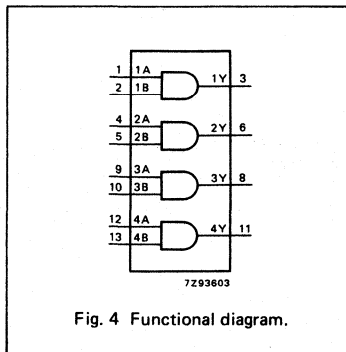 1 1A
2 1B
1Y 3
4 2A
5 2B
2Y 6
9 3A
10 3B
3Y 8
12 4A
13 4B
4Y 11
7Z93603
Fig. 4 Functional diagram.